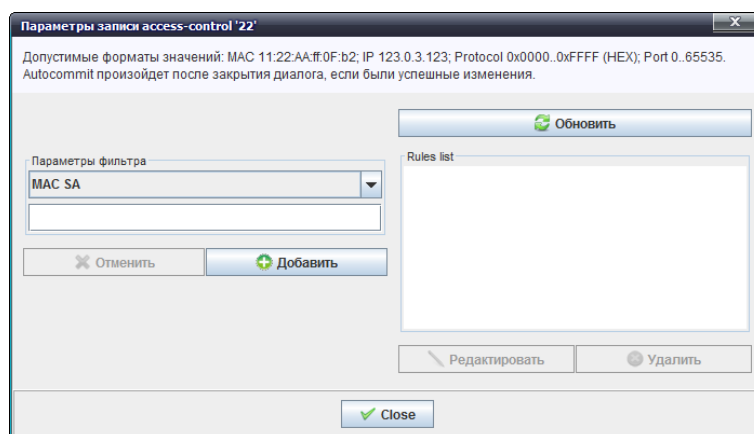 Параметры записи access-control '22'
x
Допустимые форматы значений: MAC 11:22:AA:ff:0F:b2; IP 123.0.3.123; Protocol 0x0000..0xFFFF (HEX); Port 0..65535.
Autocommit произойдет после закрытия диалога, если были успешные изменения.
Обновить
Параметры фильтра
Rules list
MAC SA
Отменить
Добавить
Редактировать
Удалить
Close